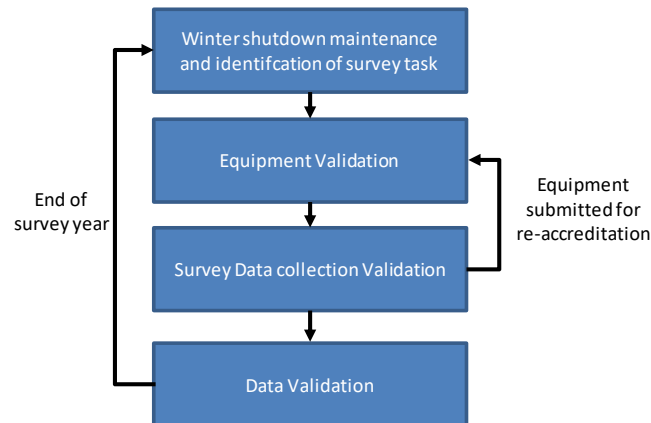 Winter shutdown maintenance
and identifcation of survey task
Equipment Validation
End of
survey year
Equipment
submitted for
re-accreditation
Survey Data collection Validation
Data Validation